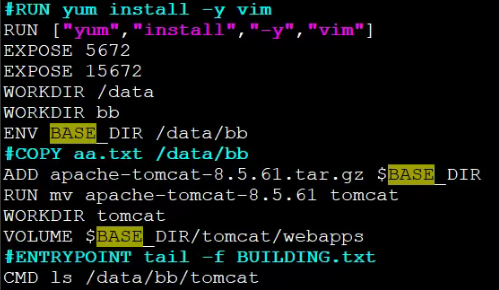 #RUN yum install -y vim
RUN ["yum","install","-y","vim"]
EXPOSE 5672
EXPOSE 15672
WORKDIR /data
WORKDIR bb
ENV BASE_DIR /data/bb
#COPY aa.txt /data/bb
ADD apache-tomcat-8.5.61.tar.gz $BASE_DIR
RUN mv apache-tomcat-8.5.61 tomcat
WORKDIR tomcat
VOLUME $BASE_DIR/tomcat/webapps
#ENTRYPOINT tail -f BUILDING.txt
CMD ls /data/bb/tomcat